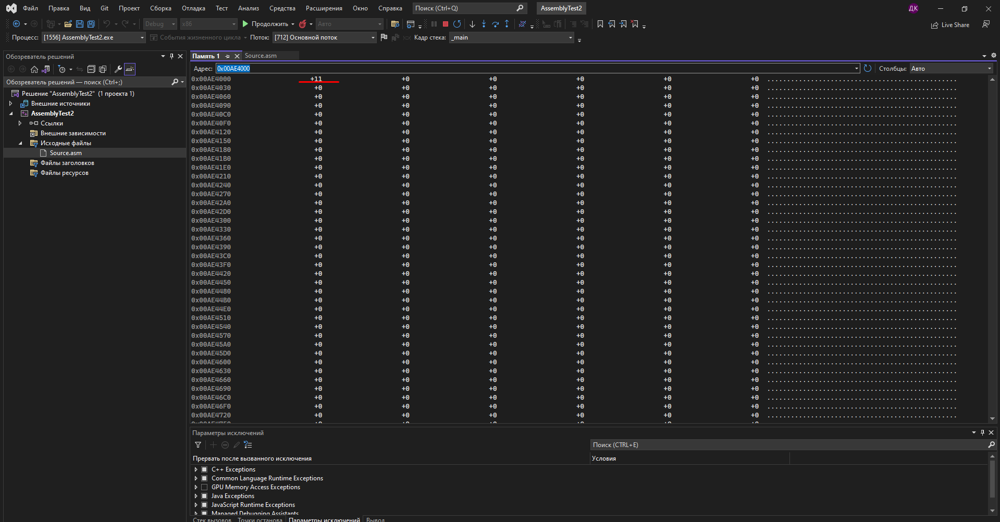 Файл Правка Вид Git Проект Сборка Отладка Тест Анализ Средства Расширения Окно Справка Поиск (Ctrl+Q) AssemblyTest2 ДК
Debug x86 Продолжить Авто Live Share
Процесс: [1556] AssemblyTest2.exe События жизненного цикла Поток: [712] Основной поток Кадр стека: _main
Обозреватель решений
Обозреватель решений — поиск (Ctrl+;)
Решение "AssemblyTest2" (1 проекта 1)
Внешние источники
AssemblyTest2
Ссылки
Внешние зависимости
Исходные файлы
Source.asm
Файлы заголовков
Файлы ресурсов
Память 1 Source.asm
Адрес: 0x00AE4000 Столбцы: Авто
0x00AE4000 +11 +0 +0 +0 +0 +0 ................................................
0x00AE4030 +0 +0 +0 +0 +0 +0 ................................................
0x00AE4060 +0 +0 +0 +0 +0 +0 ................................................
0x00AE4090 +0 +0 +0 +0 +0 +0 ................................................
0x00AE40C0 +0 +0 +0 +0 +0 +0 ................................................
0x00AE40F0 +0 +0 +0 +0 +0 +0 ................................................
0x00AE4120 +0 +0 +0 +0 +0 +0 ................................................
0x00AE4150 +0 +0 +0 +0 +0 +0 ................................................
0x00AE4180 +0 +0 +0 +0 +0 +0 ................................................
0x00AE41B0 +0 +0 +0 +0 +0 +0 ................................................
0x00AE41E0 +0 +0 +0 +0 +0 +0 ................................................
0x00AE4210 +0 +0 +0 +0 +0 +0 ................................................
0x00AE4240 +0 +0 +0 +0 +0 +0 ................................................
0x00AE4270 +0 +0 +0 +0 +0 +0 ................................................
0x00AE42A0 +0 +0 +0 +0 +0 +0 ................................................
0x00AE42D0 +0 +0 +0 +0 +0 +0 ................................................
0x00AE4300 +0 +0 +0 +0 +0 +0 ................................................
0x00AE4330 +0 +0 +0 +0 +0 +0 ................................................
0x00AE4360 +0 +0 +0 +0 +0 +0 ................................................
0x00AE4390 +0 +0 +0 +0 +0 +0 ................................................
0x00AE43C0 +0 +0 +0 +0 +0 +0 ................................................
0x00AE43F0 +0 +0 +0 +0 +0 +0 ................................................
0x00AE4420 +0 +0 +0 +0 +0 +0 ................................................
0x00AE4450 +0 +0 +0 +0 +0 +0 ................................................
0x00AE4480 +0 +0 +0 +0 +0 +0 ................................................
0x00AE44B0 +0 +0 +0 +0 +0 +0 ................................................
0x00AE44E0 +0 +0 +0 +0 +0 +0 ................................................
0x00AE4510 +0 +0 +0 +0 +0 +0 ................................................
0x00AE4540 +0 +0 +0 +0 +0 +0 ................................................
0x00AE4570 +0 +0 +0 +0 +0 +0 ................................................
0x00AE45A0 +0 +0 +0 +0 +0 +0 ................................................
0x00AE45D0 +0 +0 +0 +0 +0 +0 ................................................
0x00AE4600 +0 +0 +0 +0 +0 +0 ................................................
0x00AE4630 +0 +0 +0 +0 +0 +0 ................................................
0x00AE4660 +0 +0 +0 +0 +0 +0 ................................................
0x00AE4690 +0 +0 +0 +0 +0 +0 ................................................
0x00AE46C0 +0 +0 +0 +0 +0 +0 ................................................
0x00AE46F0 +0 +0 +0 +0 +0 +0 ................................................
0x00AE4720 +0 +0 +0 +0 +0 +0 ................................................
Параметры исключений
Поиск (CTRL+E)
Прервать после вызванного исключения Условия
C++ Exceptions
Common Language Runtime Exceptions
GPU Memory Access Exceptions
Java Exceptions
JavaScript Runtime Exceptions
Managed Debugging Assistants
Стек вызовов Точки останова Параметры исключений Вывод